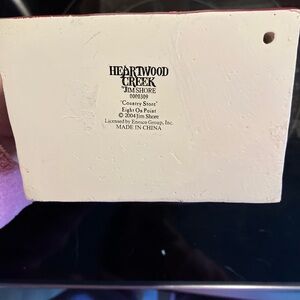 HEARTWOOD
CREEK
BY JIM SHORE
"Country Store"
Eight On Point
© 2004 Jim Shore
Licensed by Enesco Group, Inc.
MADE IN CHINA